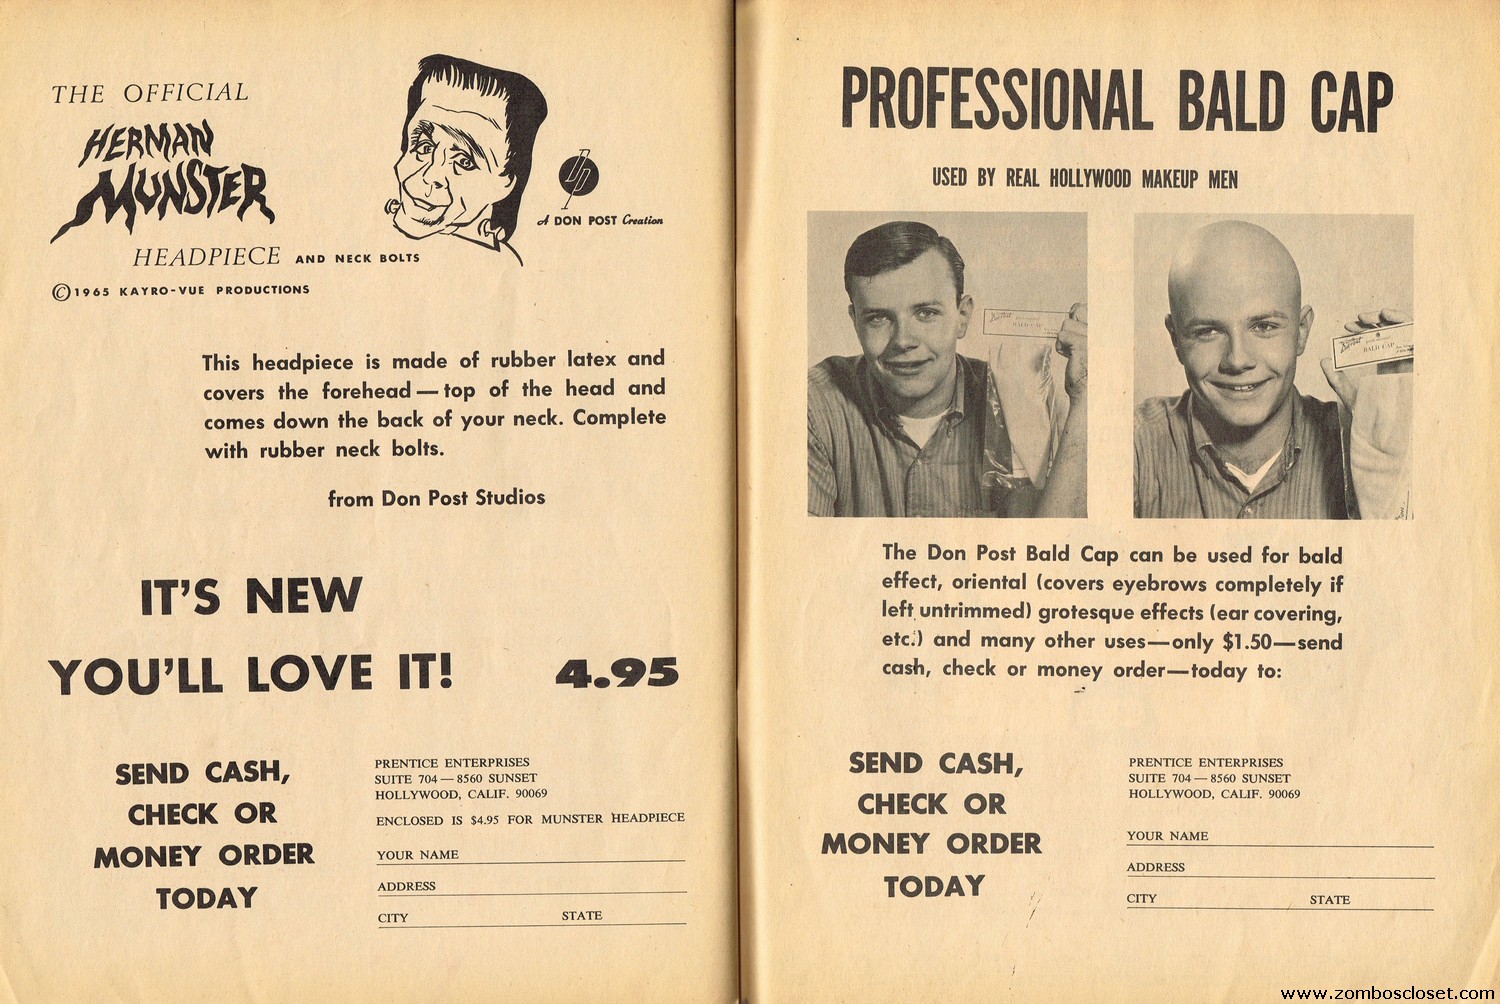 THE OFFICIAL
HERMAN
MUNSTER
HEADPIECE AND NECK BOLTS
©1965 KAYRO-VUE PRODUCTIONS
DP
A DON POST Creation
This headpiece is made of rubber latex and
covers the forehead—top of the head and
comes down the back of your neck. Complete
with rubber neck bolts.
from Don Post Studios
IT'S NEW
YOU'LL LOVE IT!
4.95
SEND CASH,
CHECK OR
MONEY ORDER
TODAY
PRENTICE ENTERPRISES
SUITE 704—8560 SUNSET
HOLLYWOOD, CALIF. 90069
ENCLOSED IS $4.95 FOR MUNSTER HEADPIECE
YOUR NAME
ADDRESS
CITY STATE
PROFESSIONAL BALD CAP
USED BY REAL HOLLYWOOD MAKEUP MEN
BALD CAP
BALD CAP
The Don Post Bald Cap can be used for bald
effect, oriental (covers eyebrows completely if
left untrimmed) grotesque effects (ear covering,
etc.) and many other uses—only $1.50—send
cash, check or money order—today to:
SEND CASH,
CHECK OR
MONEY ORDER
TODAY
PRENTICE ENTERPRISES
SUITE 704—8560 SUNSET
HOLLYWOOD, CALIF. 90069
YOUR NAME
ADDRESS
CITY STATE
www.zomboscloset.com